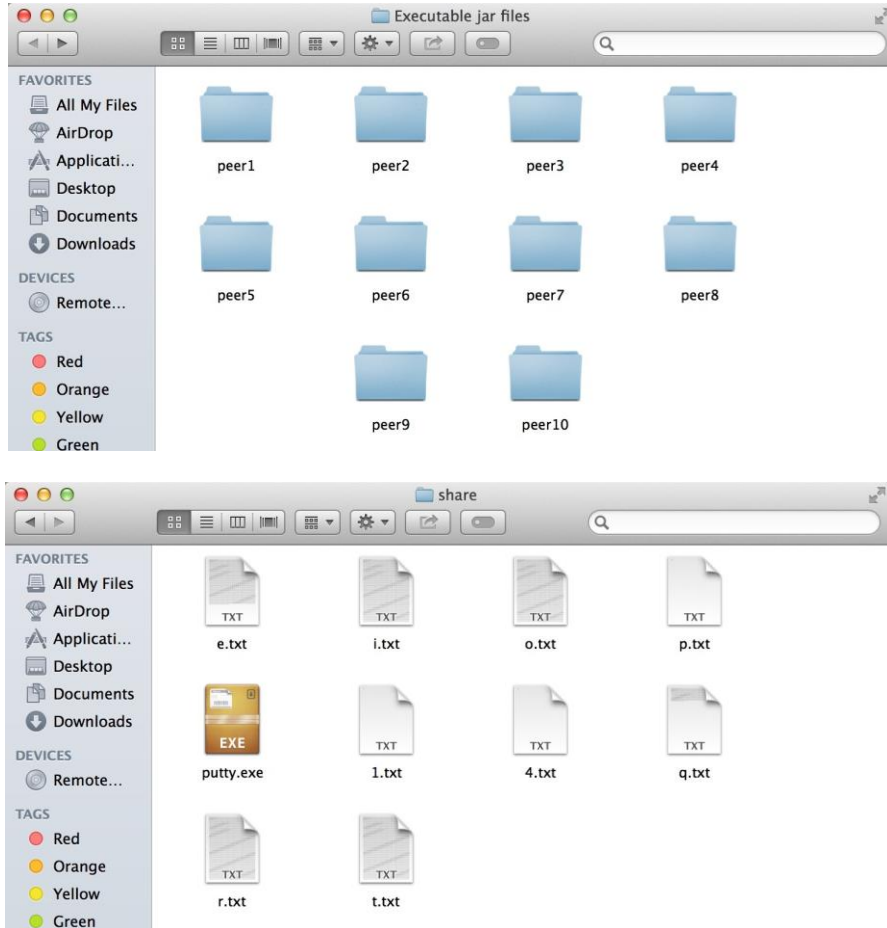 Executable jar files
FAVORITES
All My Files
AirDrop
Applicati...
Desktop
Documents
Downloads
DEVICES
Remote...
TAGS
Red
Orange
Yellow
Green
peer1 peer2 peer3 peer4
peer5 peer6 peer7 peer8
peer9 peer10
share
FAVORITES
All My Files
AirDrop
Applicati...
Desktop
Documents
Downloads
DEVICES
Remote...
TAGS
Red
Orange
Yellow
Green
TXT TXT TXT TXT
e.txt i.txt o.txt p.txt
EXE TXT TXT TXT
putty.exe 1.txt 4.txt q.txt
TXT TXT
r.txt t.txt